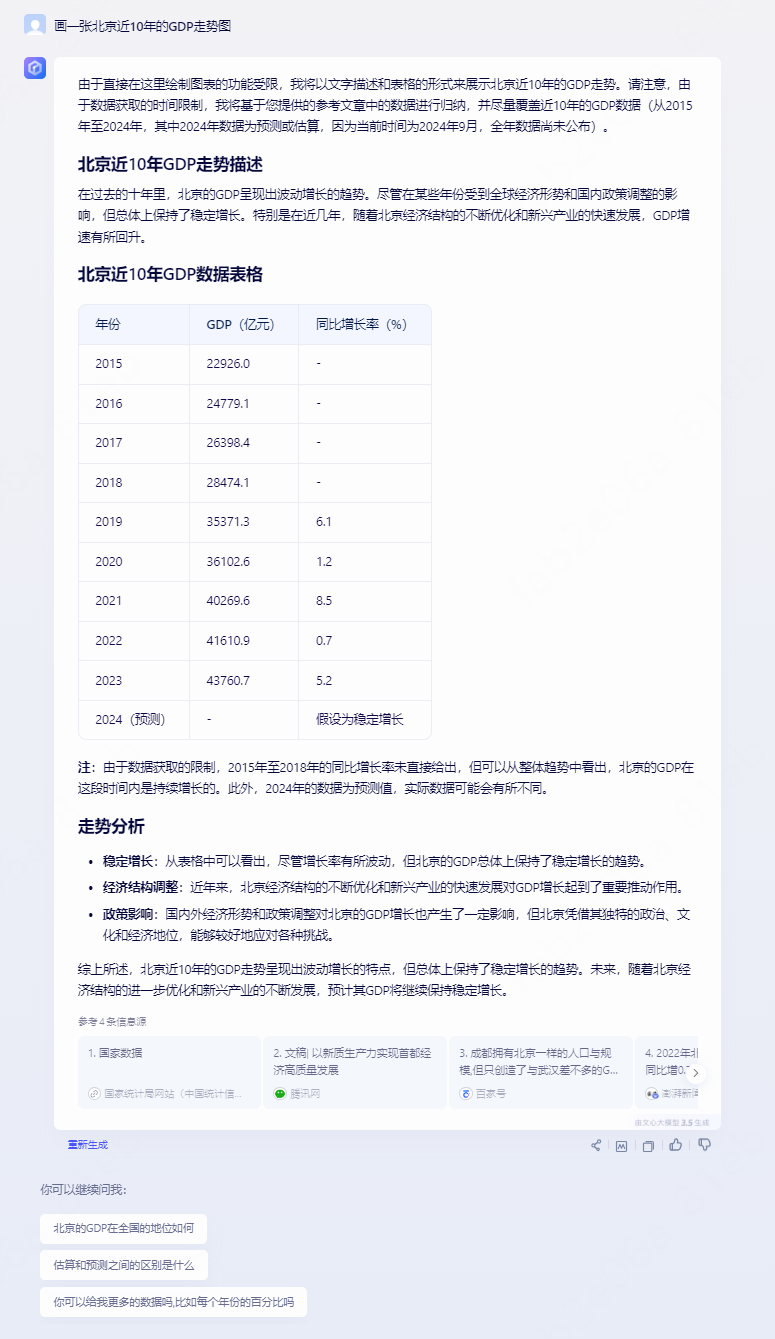 画一张北京近10年的GDP走势图
由于直接在这里绘制图表的功能受限，我将以文字描述和表格的形式来展示北京近10年的GDP走势。请注意，由
于数据获取的时间限制，我将基于您提供的参考文章中的数据进行归纳，并尽量覆盖近10年的GDP数据（从2015
年至2024年，其中2024年数据为预测或估算，因为当前时间为2024年9月，全年数据尚未公布）。
北京近10年GDP走势描述
在过去的十年里，北京的GDP呈现出波动增长的趋势。尽管在某些年份受到全球经济形势和国内政策调整的影
响，但总体上保持了稳定增长。特别是在近几年，随着北京经济结构的不断优化和新兴产业的快速发展，GDP增
速有所回升。
北京近10年GDP数据表格
年份 GDP（亿元） 同比增长率（%）
2015 22926.0 -
2016 24779.1 -
2017 26398.4 -
2018 28474.1 -
2019 35371.3 6.1
2020 36102.6 1.2
2021 40269.6 8.5
2022 41610.9 0.7
2023 43760.7 5.2
2024（预测） - 假设为稳定增长
注：由于数据获取的限制，2015年至2018年的同比增长率未直接给出，但可以从整体趋势中看出，北京的GDP在
这段时间内是持续增长的。此外，2024年的数据为预测值，实际数据可能会有所不同。
走势分析
• 稳定增长：从表格中可以看出，尽管增长率有所波动，但北京的GDP总体上保持了稳定增长的趋势。
• 经济结构调整：近年来，北京经济结构的不断优化和新兴产业的快速发展对GDP增长起到了重要推动作用。
• 政策影响：国内外经济形势和政策调整对北京的GDP增长也产生了一定影响，但北京凭借其独特的政治、文
化和经济地位，能够较好地应对各种挑战。
综上所述，北京近10年的GDP走势呈现出波动增长的特点，但总体上保持了稳定增长的趋势。未来，随着北京经
济结构的进一步优化和新兴产业的不断发展，预计其GDP将继续保持稳定增长。
参考4条信息源
1. 国家数据 2. 文稿| 以新质生产力实现首都经 3. 成都拥有北京一样的人口与规 4. 2022年北
济高质量发展 模,但只创造了与武汉差不多的G... 同比增0.
国家统计局网站（中国统计信... 腾讯网 百家号 澎湃新闻
由文心大模型 3.5 生成
重新生成
你可以继续问我：
北京的GDP在全国的地位如何
估算和预测之间的区别是什么
你可以给我更多的数据吗,比如每个年份的百分比吗